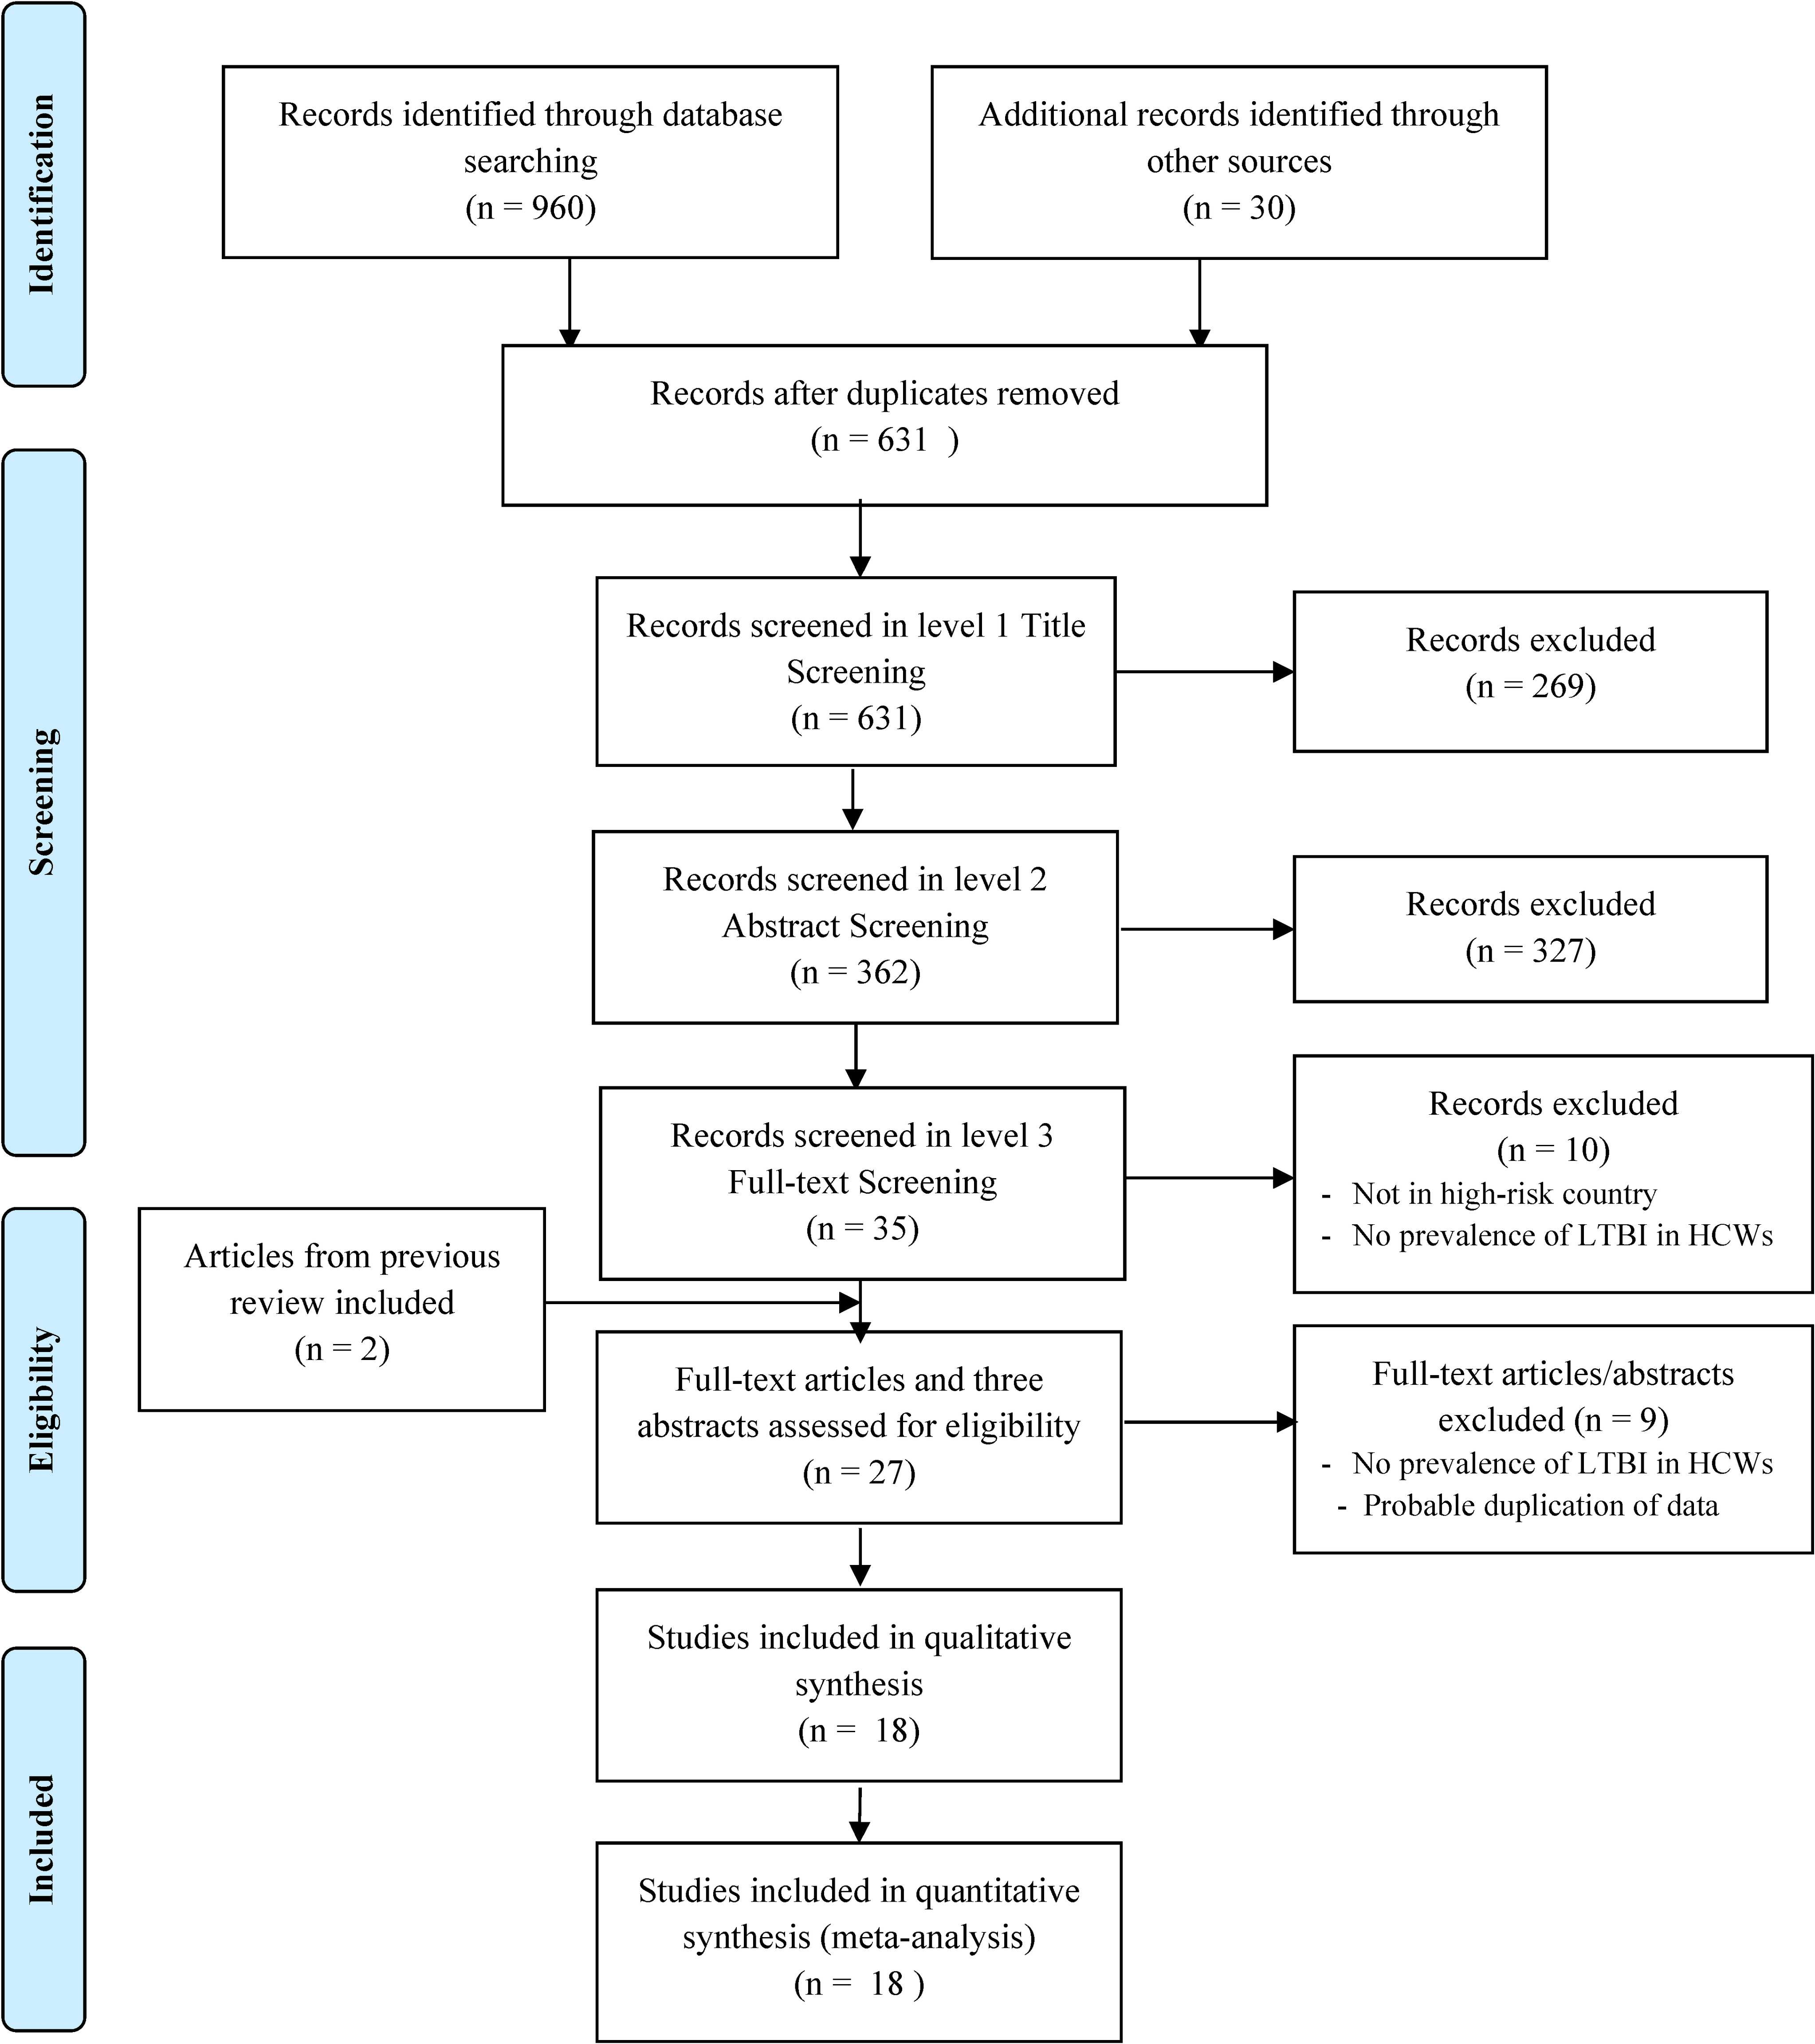 Identification
Records identified through database
searching
(n = 960)
Additional records identified through
other sources
(n = 30)
Records after duplicates removed
(n = 631 )
Screening
Records screened in level 1 Title
Screening
(n = 631)
Records excluded
(n = 269)
Records screened in level 2
Abstract Screening
(n = 362)
Records excluded
(n = 327)
Records screened in level 3
Full-text Screening
(n = 35)
Records excluded
(n = 10)
- Not in high-risk country
- No prevalence of LTBI in HCWs
Eligibility
Articles from previous
review included
(n = 2)
Full-text articles and three
abstracts assessed for eligibility
(n = 27)
Full-text articles/abstracts
excluded (n = 9)
- No prevalence of LTBI in HCWs
- Probable duplication of data
Studies included in qualitative
synthesis
(n = 18)
Included
Studies included in quantitative
synthesis (meta-analysis)
(n = 18 )